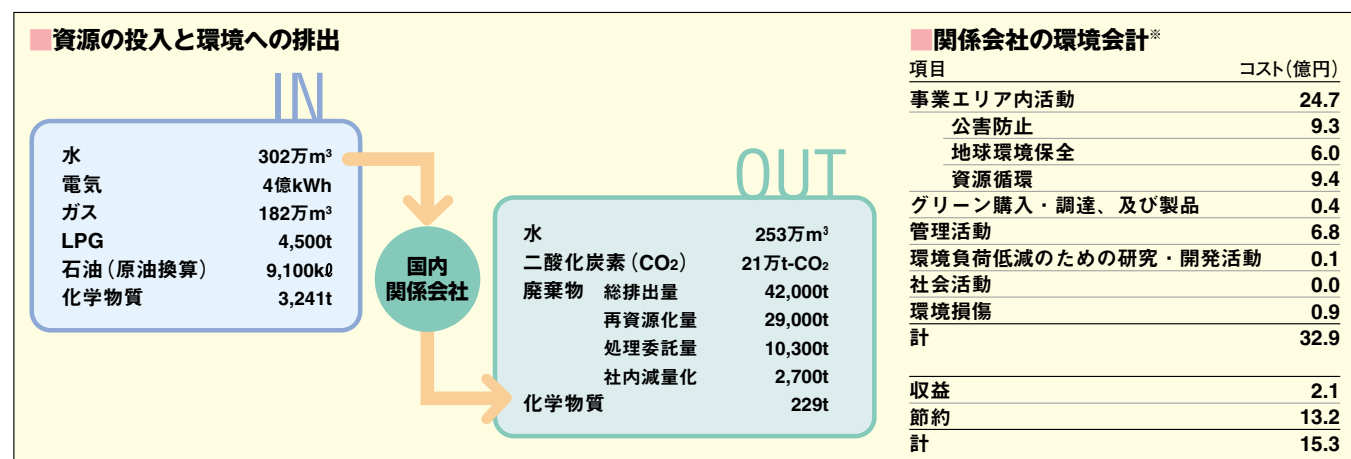 ■資源の投入と環境への排出
IN
水 302万m³
電気 4億kWh
ガス 182万m³
LPG 4,500t
石油（原油換算） 9,100kℓ
化学物質 3,241t
国内
関係会社
OUT
水 253万m³
二酸化炭素（CO₂） 21万t-CO₂
廃棄物 総排出量 42,000t
再資源化量 29,000t
処理委託量 10,300t
社内減量化 2,700t
化学物質 229t
■関係会社の環境会計※
項目 コスト（億円）
事業エリア内活動 24.7
公害防止 9.3
地球環境保全 6.0
資源循環 9.4
グリーン購入・調達、及び製品 0.4
管理活動 6.8
環境負荷低減のための研究・開発活動 0.1
社会活動 0.0
環境損傷 0.9
計 32.9
収益 2.1
節約 13.2
計 15.3